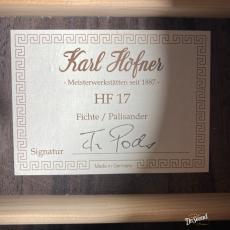 Karl Höfner
- Meisterwerkstätten seit 1887 -
HF 17
Fichte / Palisander
Signatur
Made in Germany